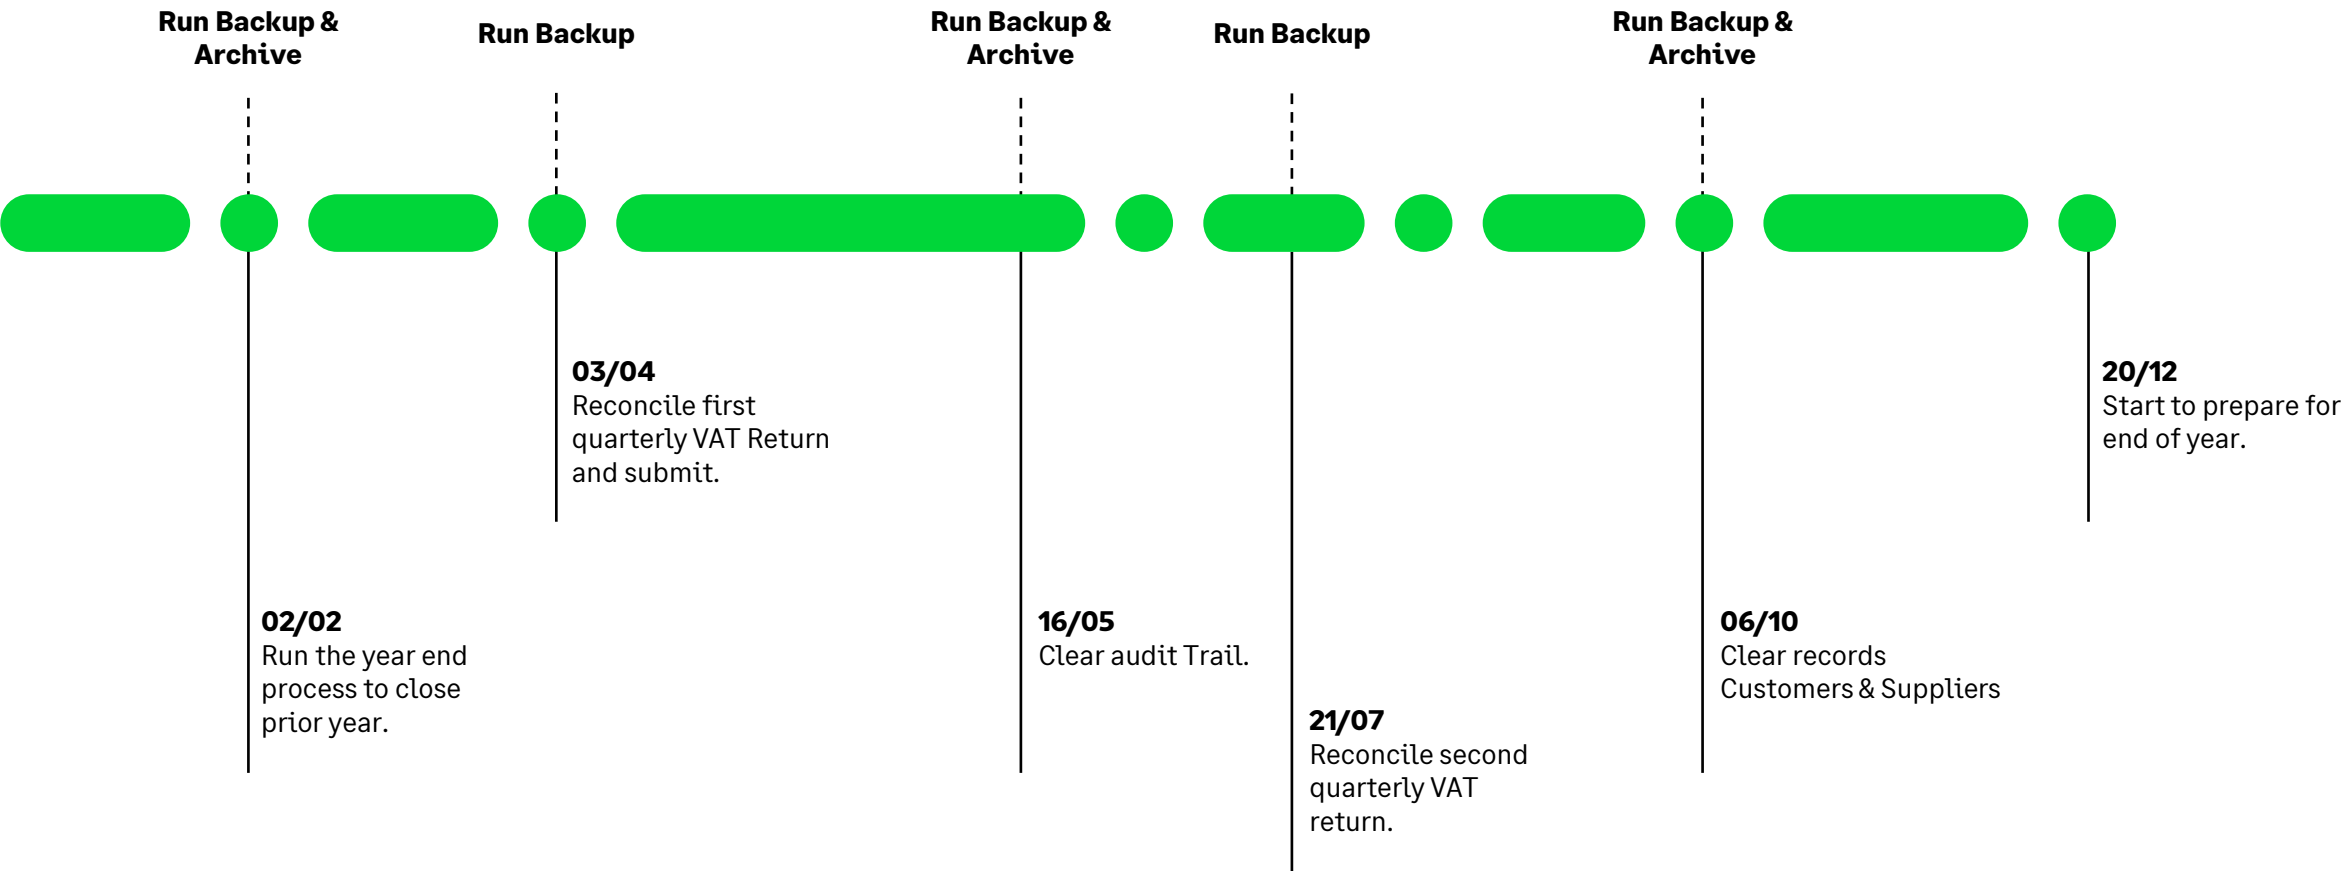 Run Backup &
Archive
Run Backup
Run Backup &
Archive
Run Backup
Run Backup &
Archive
02/02
Run the year end
process to close
prior year.
03/04
Reconcile first
quarterly VAT Return
and submit.
16/05
Clear audit Trail.
21/07
Reconcile second
quarterly VAT
return.
06/10
Clear records
Customers & Suppliers
20/12
Start to prepare for
end of year.